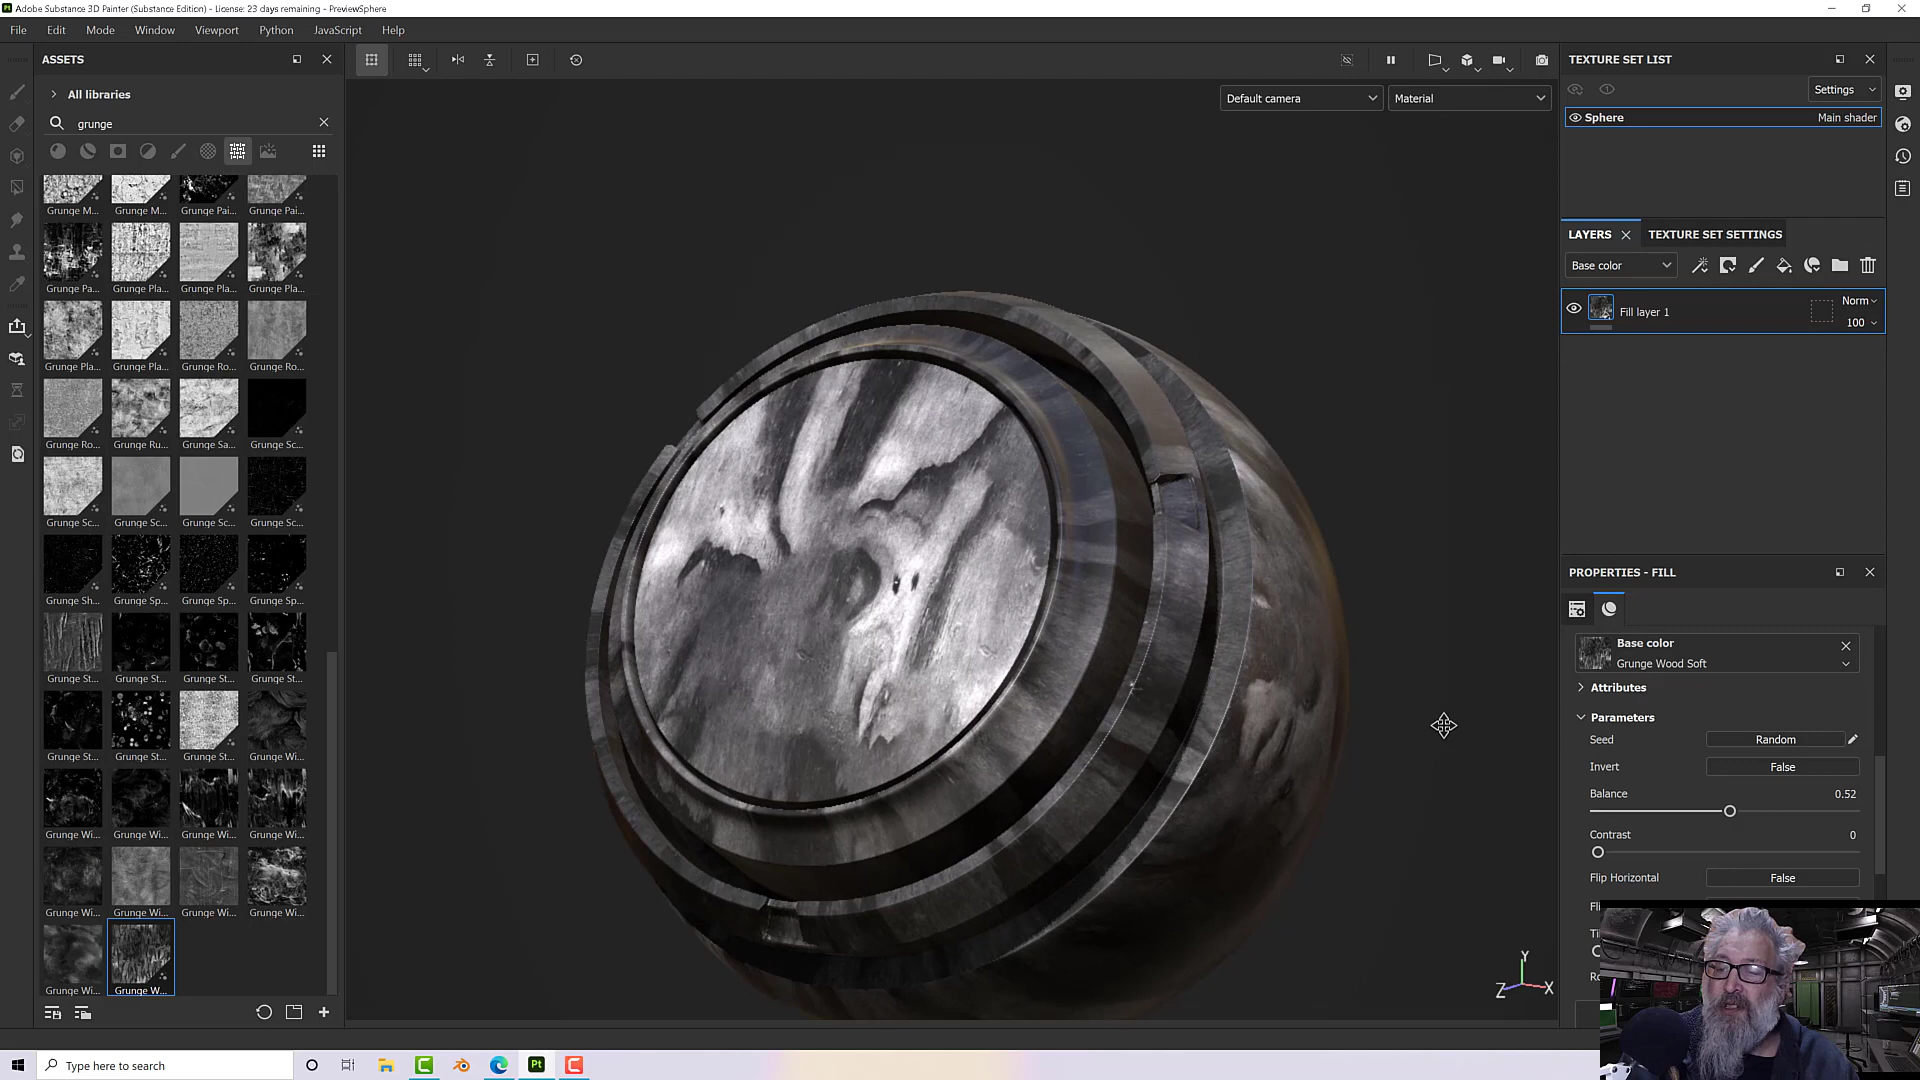 Adobe Substance 3D Painter (Substance Edition) - License: 23 days remaining - PreviewSphere
File Edit Mode Window Viewport Python JavaScript Help
ASSETS
All libraries
grunge
Grunge M... Grunge M... Grunge Pai... Grunge Pai...
Grunge Pa... Grunge Pla... Grunge Pla... Grunge Pla...
Grunge Pla... Grunge Pla... Grunge Ro... Grunge Ro...
Grunge Ro... Grunge Ru... Grunge Sa... Grunge Sc...
Grunge Sc... Grunge Sc... Grunge Sc... Grunge Sc...
Grunge Sh... Grunge Sp... Grunge Sp... Grunge Sp...
Grunge St... Grunge St... Grunge St... Grunge St...
Grunge St... Grunge St... Grunge St... Grunge Wi...
Grunge Wi... Grunge Wi... Grunge Wi... Grunge Wi...
Grunge Wi... Grunge Wi... Grunge Wi... Grunge Wi...
Grunge Wi... Grunge W...
Default camera
Material
Y
Z
X
TEXTURE SET LIST
Settings
Sphere Main shader
LAYERS TEXTURE SET SETTINGS
Base color
Fill layer 1
Norm
100
PROPERTIES - FILL
Base color
Grunge Wood Soft
Attributes
Parameters
Seed Random
Invert False
Balance 0.52
Contrast 0
Flip Horizontal False
Type here to search
Pt